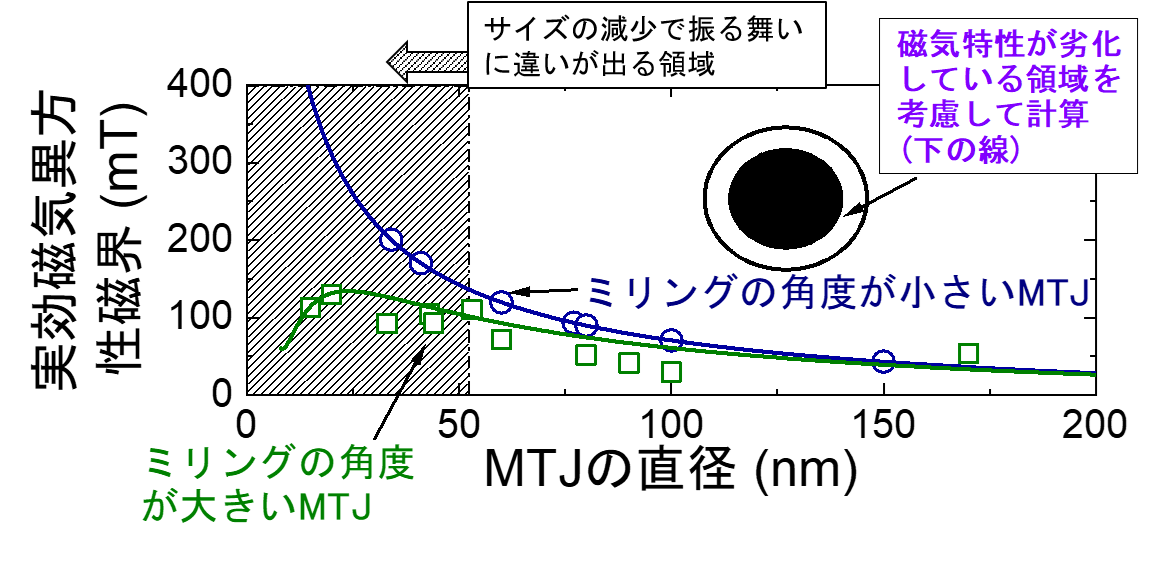 サイズの減少で振る舞い
に違いが出る領域
磁気特性が劣化
している領域を
考慮して計算
(下の線)
実効磁気異方
性磁界 (mT)
400
300
200
100
0
ミリングの角度が小さいMTJ
0 50 100 150 200
ミリングの角度
が大きいMTJ
MTJの直径 (nm)